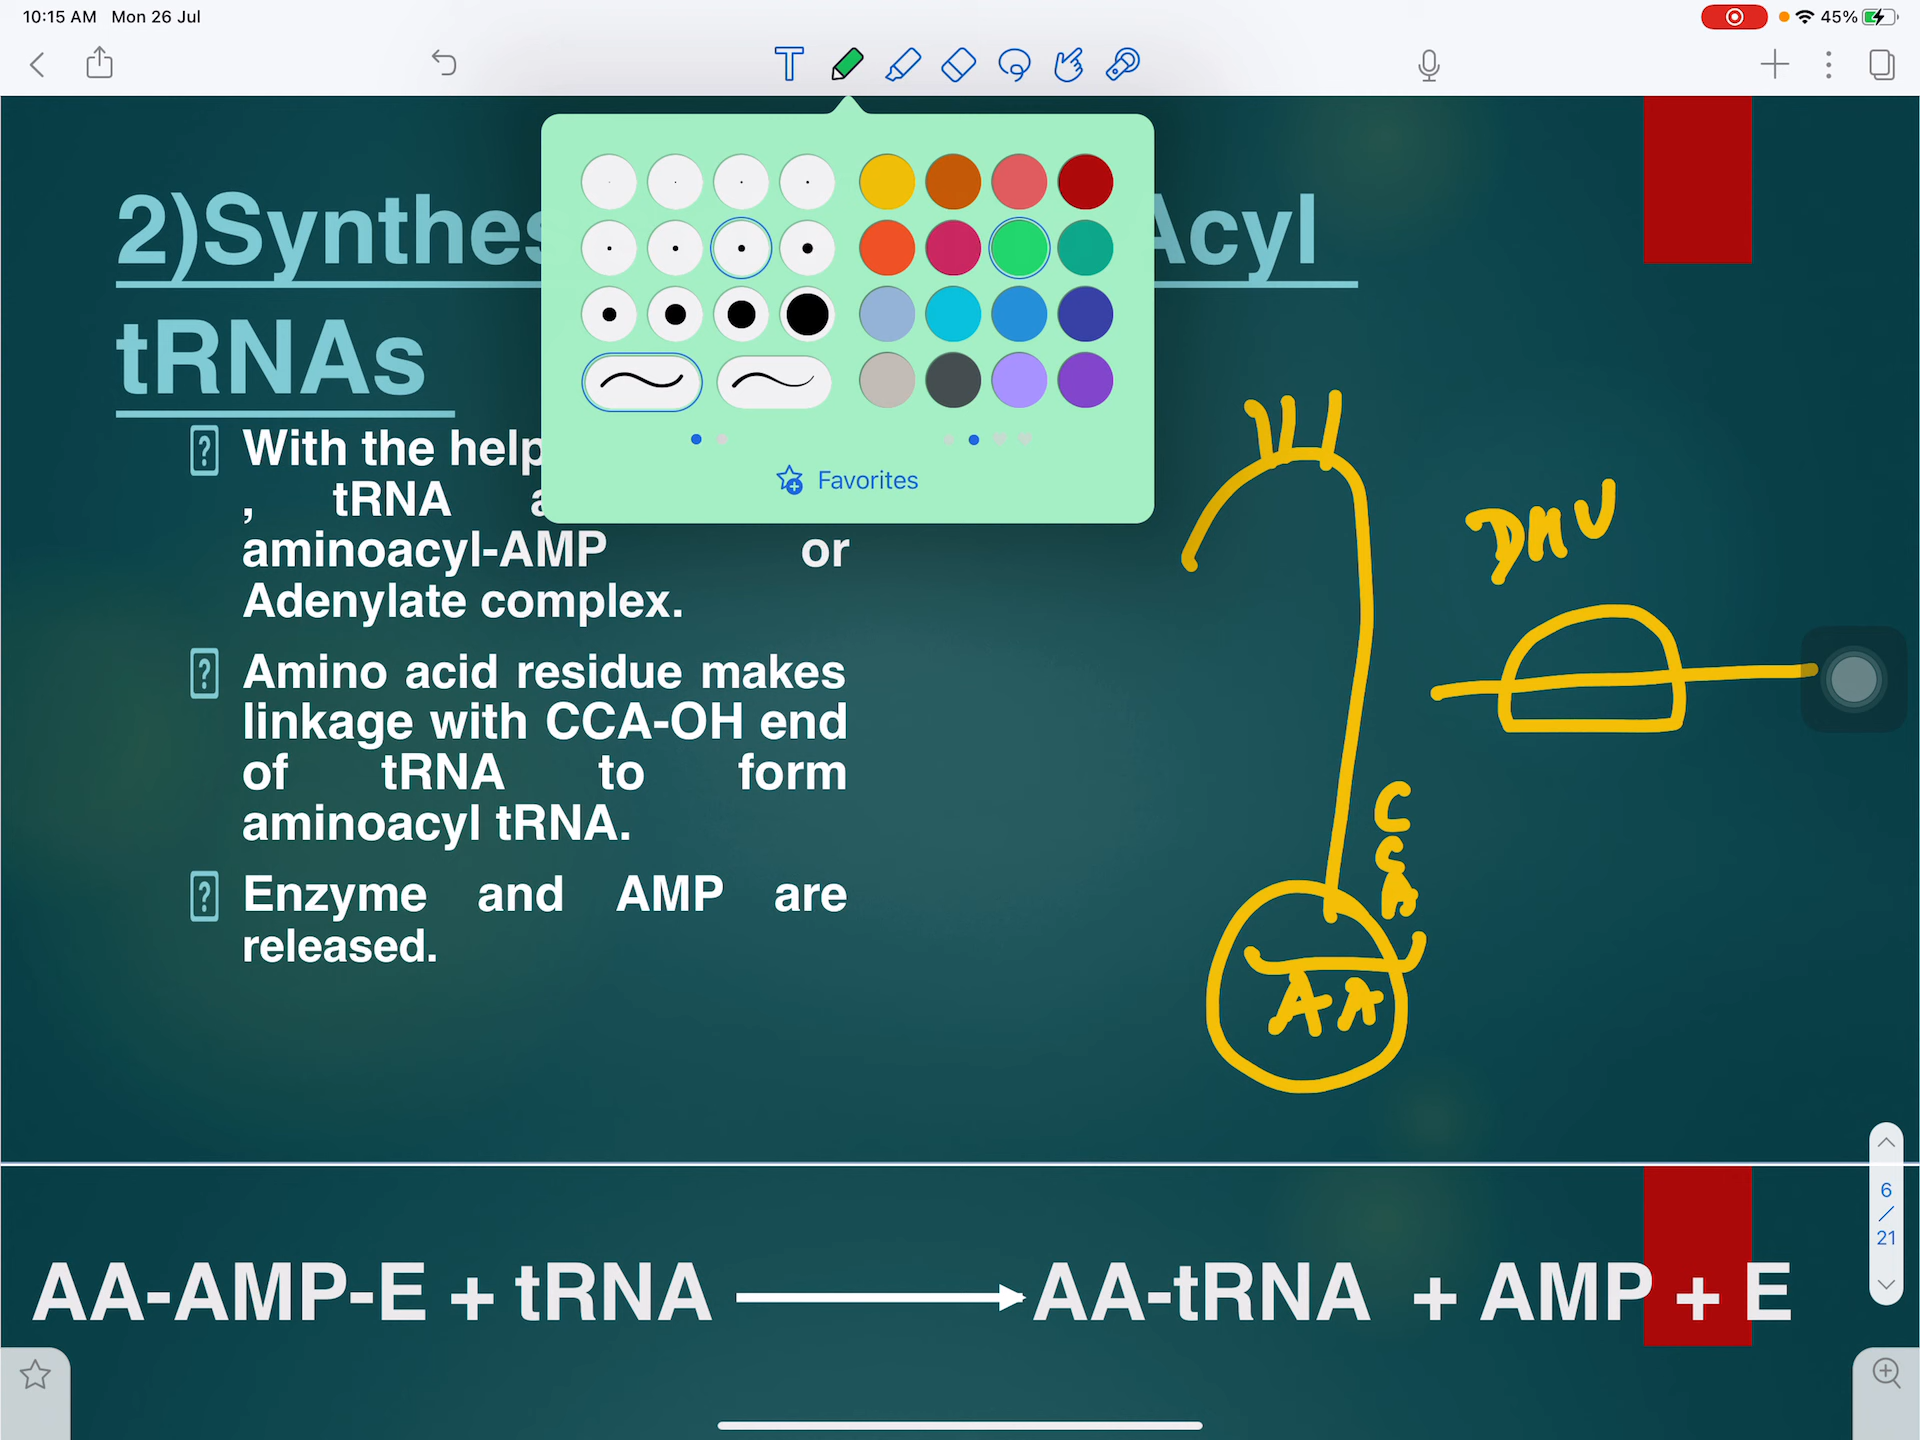 10:15 AM Mon 26 Jul
45%
2)Synthes Acyl
tRNAs
With the help
, tRNA a
aminoacyl-AMP or
Adenylate complex.
Amino acid residue makes
linkage with CCA-OH end
of tRNA to form
aminoacyl tRNA.
Enzyme and AMP are
released.
Favorites
C
C
A
AA
6
/
21
AA-AMP-E + tRNA AA-tRNA + AMP + E